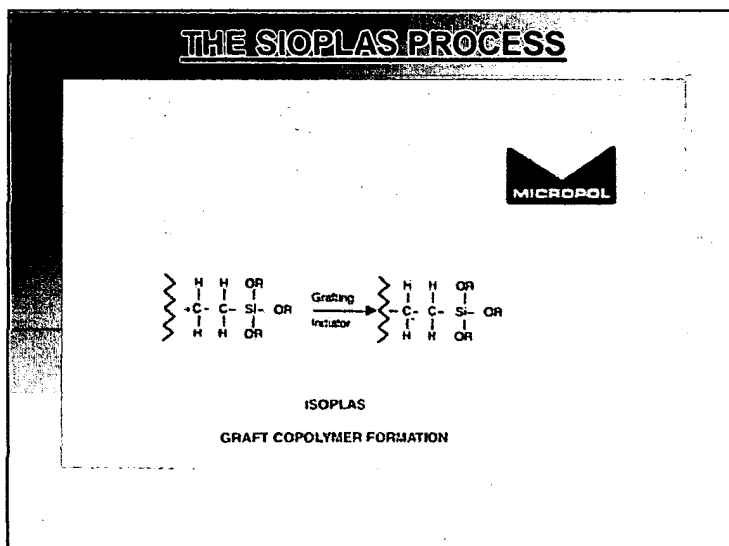 THE SIOPLAS PROCESS
MICROPOL
H H OR H H OR
-C-C-Si-OR Grafting -C-C-Si-OR
H H OR Initiator H H OR
ISOPLAS
GRAFT COPOLYMER FORMATION